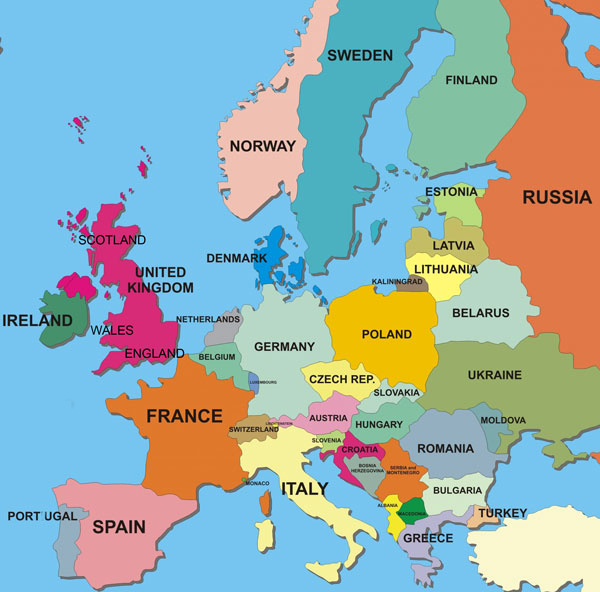 SWEDEN
FINLAND
NORWAY
RUSSIA
ESTONIA
SCOTLAND
LATVIA
DENMARK
LITHUANIA
UNITED
KINGDOM
KALININGRAD
BELARUS
IRELAND
NETHERLANDS
WALES
POLAND
GERMANY
ENGLAND
BELGIUM
UKRAINE
CZECH REP.
LUXEMBOURG
SLOVAKIA
FRANCE
AUSTRIA
LIECHTENSTEIN
HUNGARY
MOLDOVA
SWITZERLAND
SLOVENIA
CROATIA
ROMANIA
BOSNIA
HERZEGOVINA
SERBIA and
MONTENEGRO
MONACO
ITALY
BULGARIA
ALBANIA
MACEDONIA
TURKEY
PORT UGAL
SPAIN
GREECE